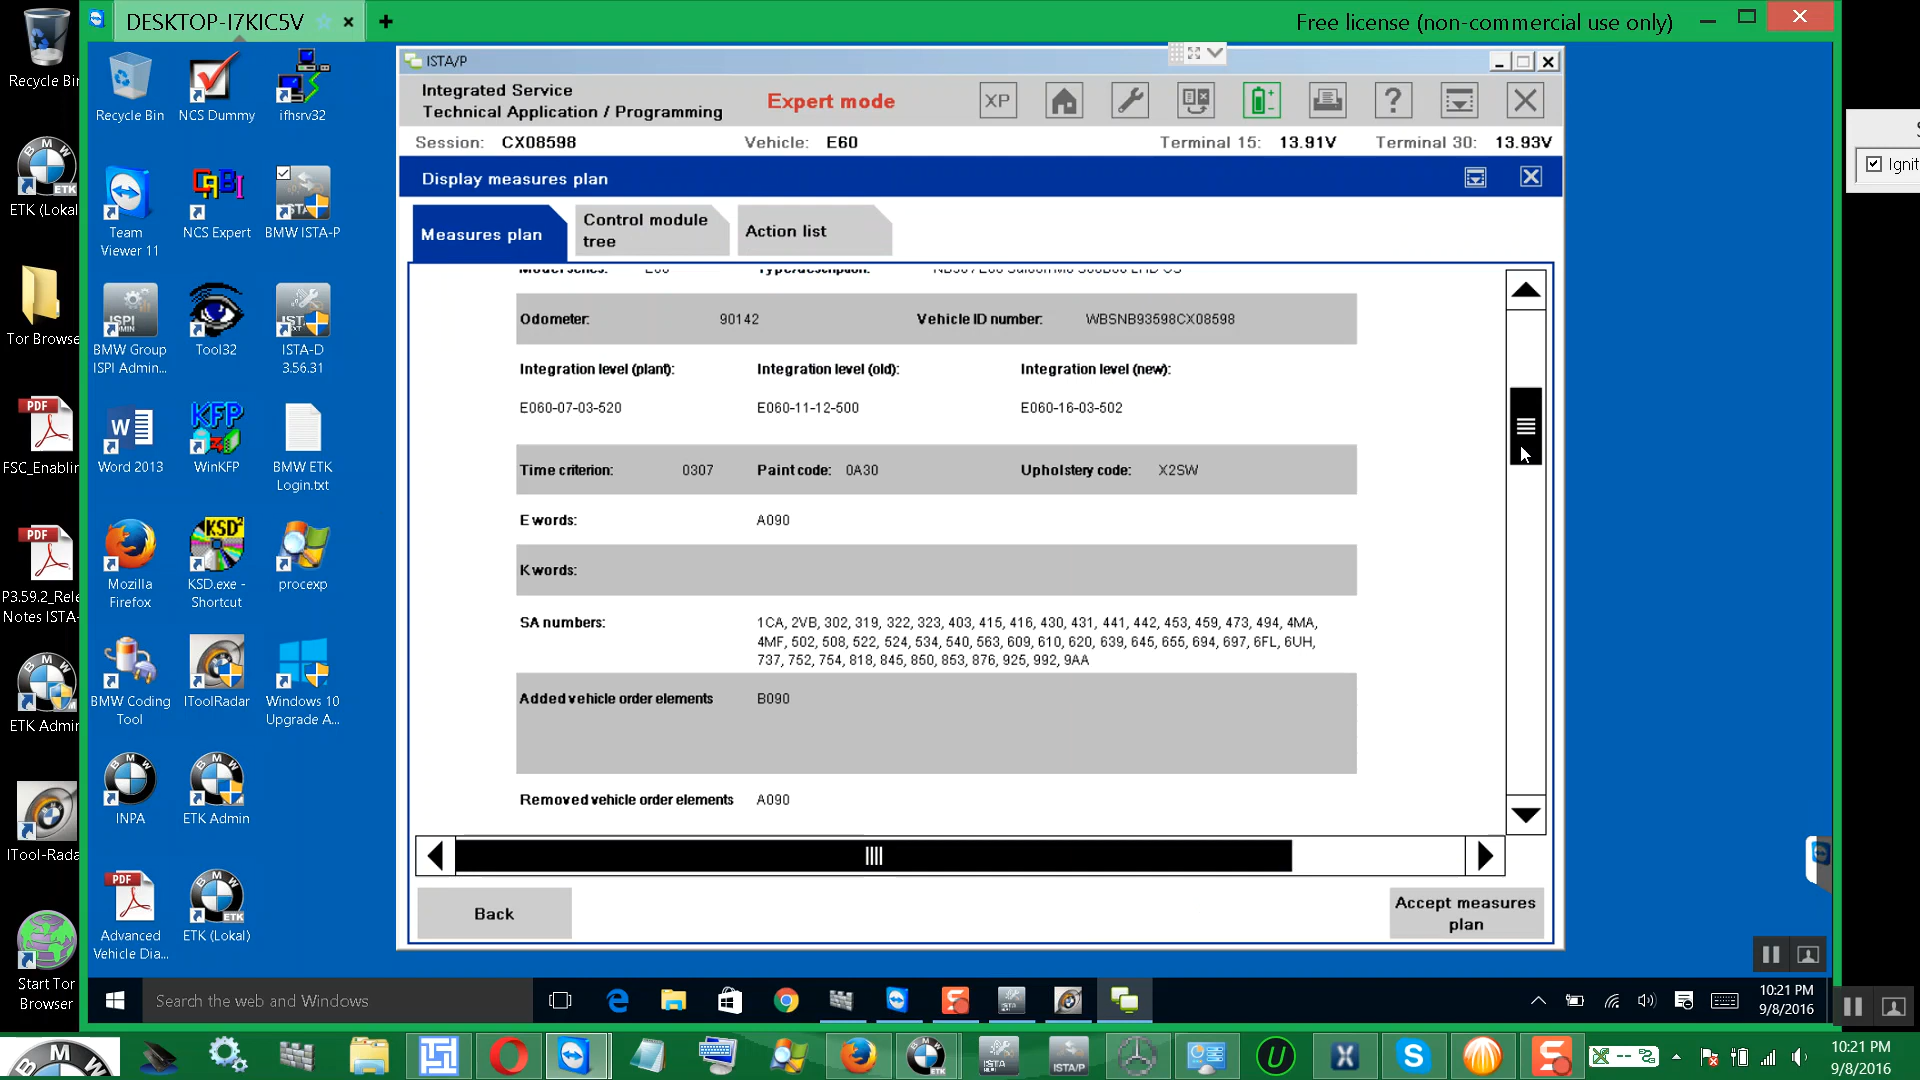 DESKTOP-I7KIC5V
Free license (non-commercial use only)
Recycle Bin
ETK (Lokal
Tor Browse
FSC_Enablin
P3.59.2_Rele
Notes ISTA-
ETK Admin
ITool-Rada
Start Tor
Browser
Recycle Bin
NCS Dummy
ifhsrv32
Team
Viewer 11
NCS Expert
BMW ISTA-P
BMW Group
ISPI Admin...
Tool32
ISTA-D
3.56.31
Word 2013
WinKFP
BMW ETK
Login.txt
Mozilla
Firefox
KSD.exe -
Shortcut
procexp
BMW Coding
Tool
IToolRadar
Windows 10
Upgrade A...
INPA
ETK Admin
Advanced
Vehicle Dia...
ETK (Lokal)
ISTA/P
Integrated Service
Technical Application / Programming
Expert mode
XP
Session: CX08598
Vehicle: E60
Terminal 15: 13.91V
Terminal 30: 13.93V
Display measures plan
Measures plan
Control module
tree
Action list
Odometer: 90142 Vehicle ID number: WBSNB93598CX08598
Integration level (plant): Integration level (old): Integration level (new):
E060-07-03-520 E060-11-12-500 E060-16-03-502
Time criterion: 0307 Paint code: 0A30 Upholstery code: X2SW
E words: A090
K words:
SA numbers: 1CA, 2VB, 302, 319, 322, 323, 403, 415, 416, 430, 431, 441, 442, 453, 459, 473, 494, 4MA,
4MF, 502, 508, 522, 524, 534, 540, 563, 609, 610, 620, 639, 645, 655, 694, 697, 6FL, 6UH,
737, 752, 754, 818, 845, 850, 853, 876, 925, 992, 9AA
Added vehicle order elements B090
Removed vehicle order elements A090
Back
Accept measures
plan
Ignit
Search the web and Windows
10:21 PM
9/8/2016
10:21 PM
9/8/2016